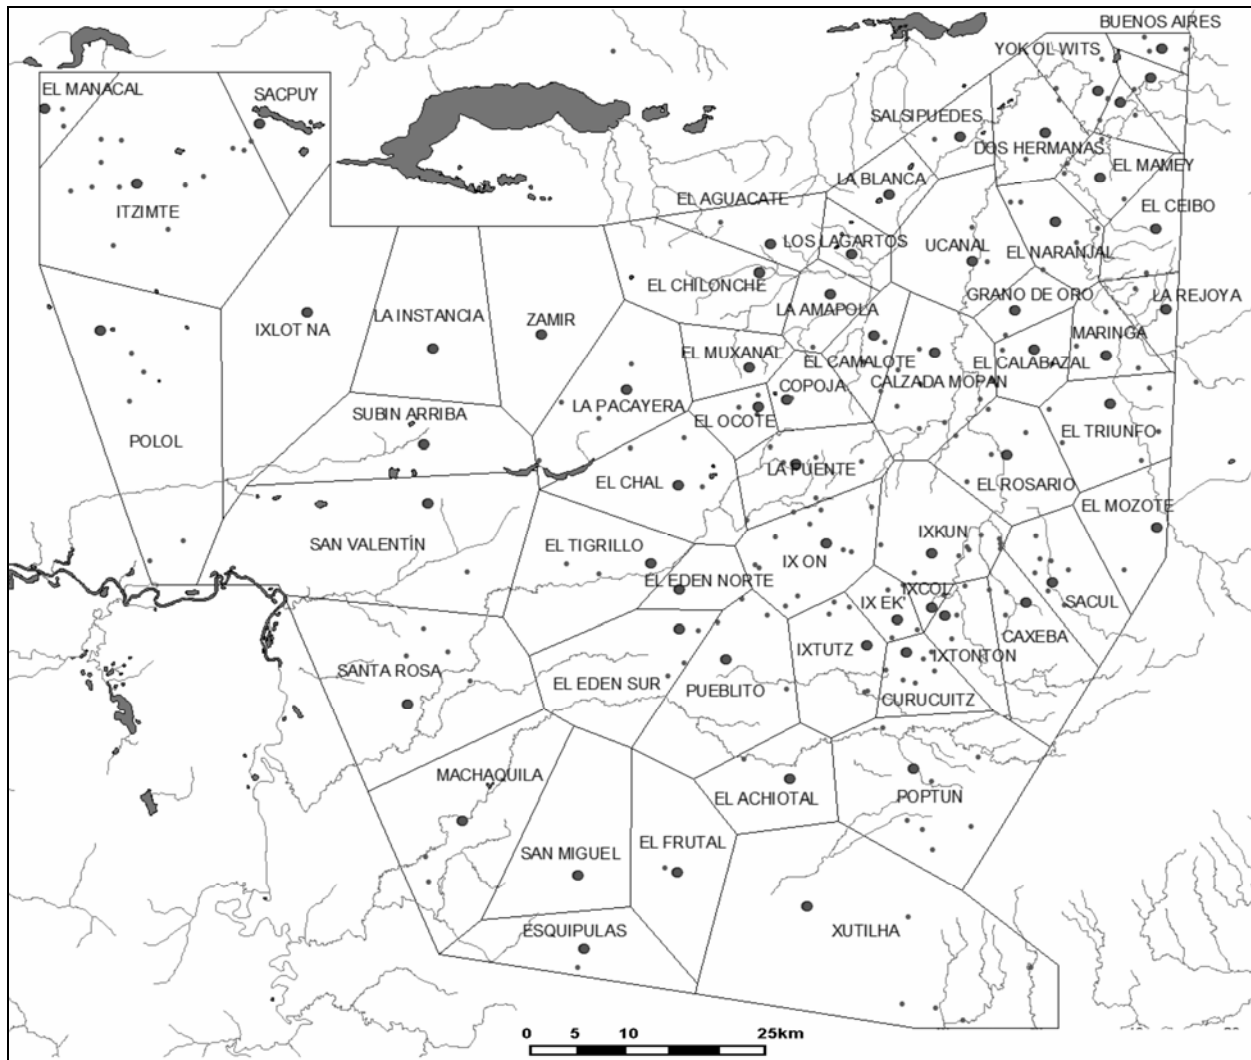 BUENOS AIRES
YOK OL WITS
EL MANACAL
SACPUY
SALSIPUEDES
DOS HERMANAS
EL MAMEY
LA BLANCA
EL AGUACATE
EL CEIBO
ITZIMTE
LOS LAGARTOS
UCANAL
EL NARANJAL
EL CHILONCHE
GRANO DE ORO
LA REJOYA
LA AMAPOLA
IXLOT NA
LA INSTANCIA
ZAMIR
MARINGA
EL MUXANAL
EL CAMALOTE
EL CALABAZAL
COPOJA
CALZADA MOPAN
LA PACAYERA
SUBIN ARRIBA
EL OCOTE
EL TRIUNFO
POLOL
LA PUENTE
EL CHAL
EL ROSARIO
EL MOZOTE
IXKUN
SAN VALENTÍN
EL TIGRILLO
IX ON
EL EDEN NORTE
IXCOL
IX EK'
SACUL
CAXEBA
IXTUTZ
IXTONTON
SANTA ROSA
EL EDEN SUR
PUEBLITO
CURUCUITZ
MACHAQUILA
EL ACHIOTAL
POPTUN
SAN MIGUEL
EL FRUTAL
ESQUIPULAS
XUTILHA
0 5 10 25km